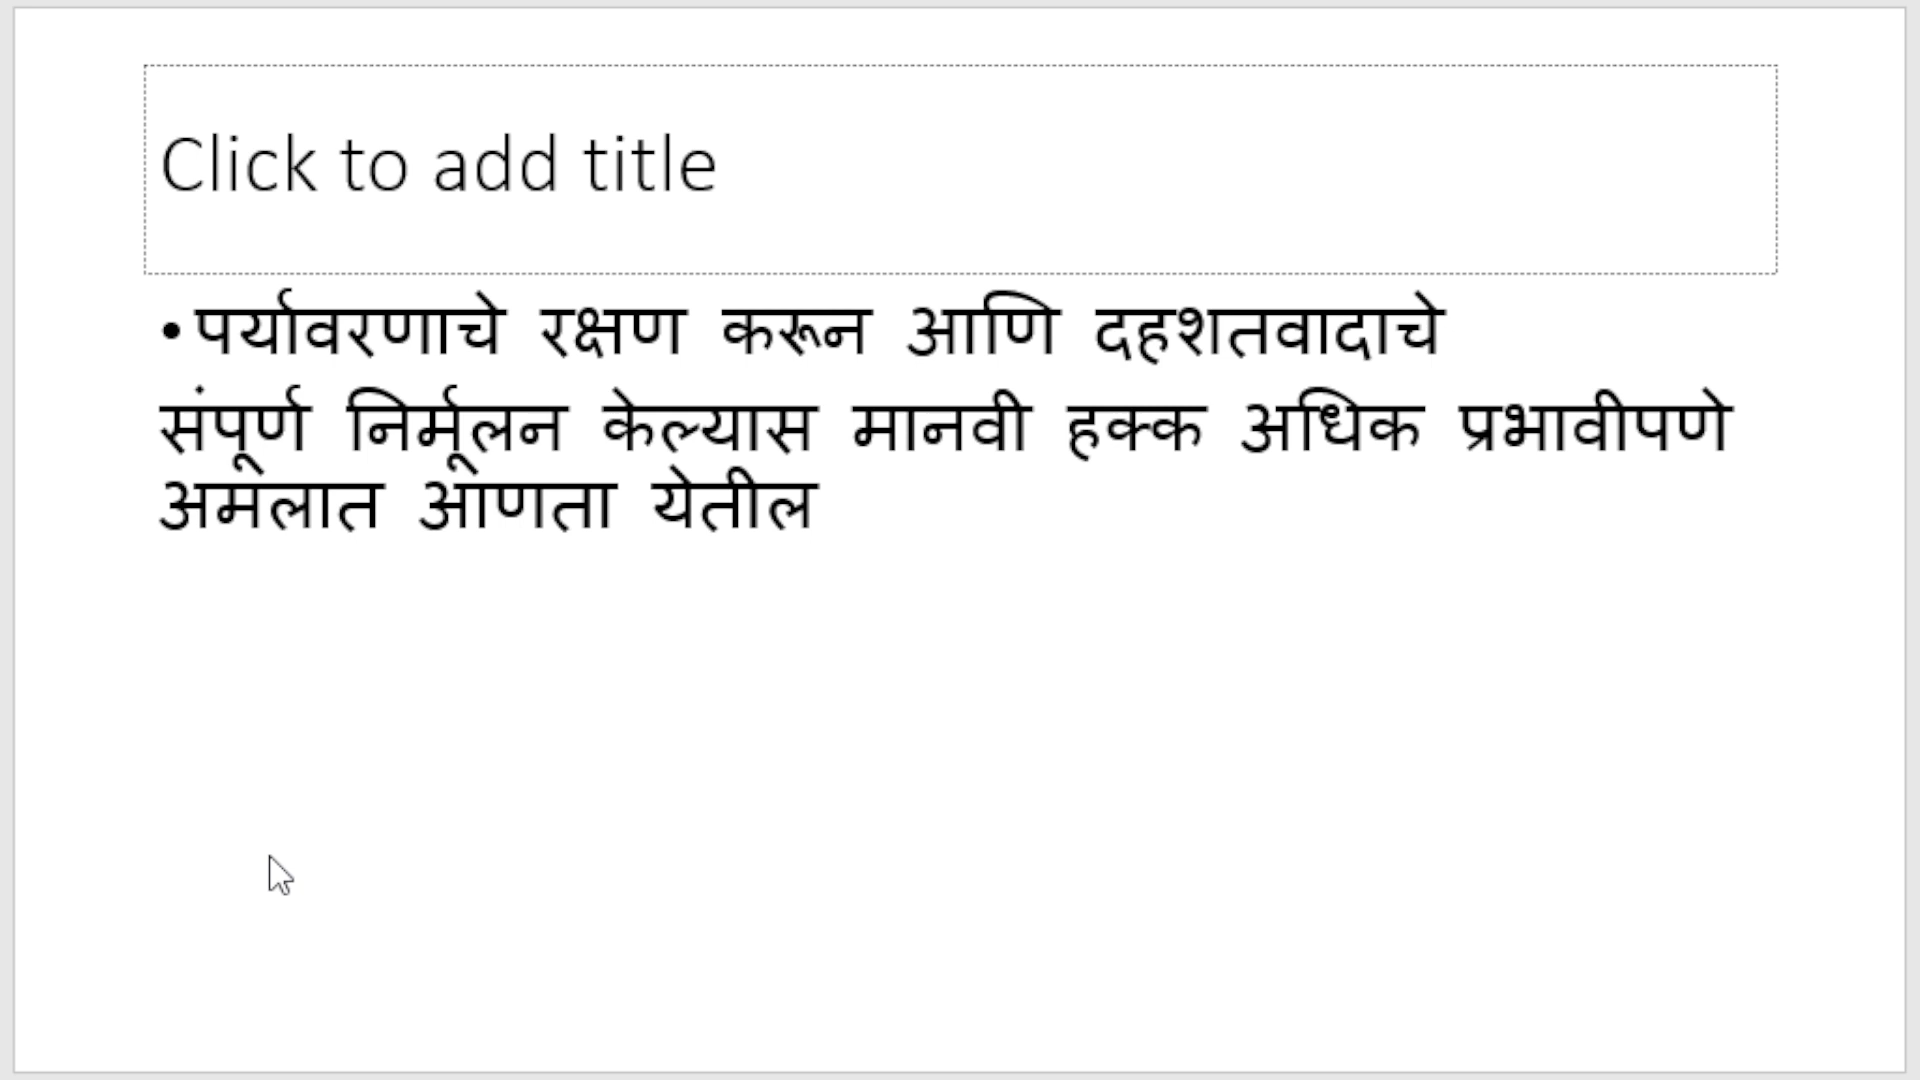 Click to add title
• पर्यावरणाचे रक्षण करून आणि दहशतवादाचे
संपूर्ण निर्मूलन केल्यास मानवी हक्क अधिक प्रभावीपणे
अमलात आणता येतील